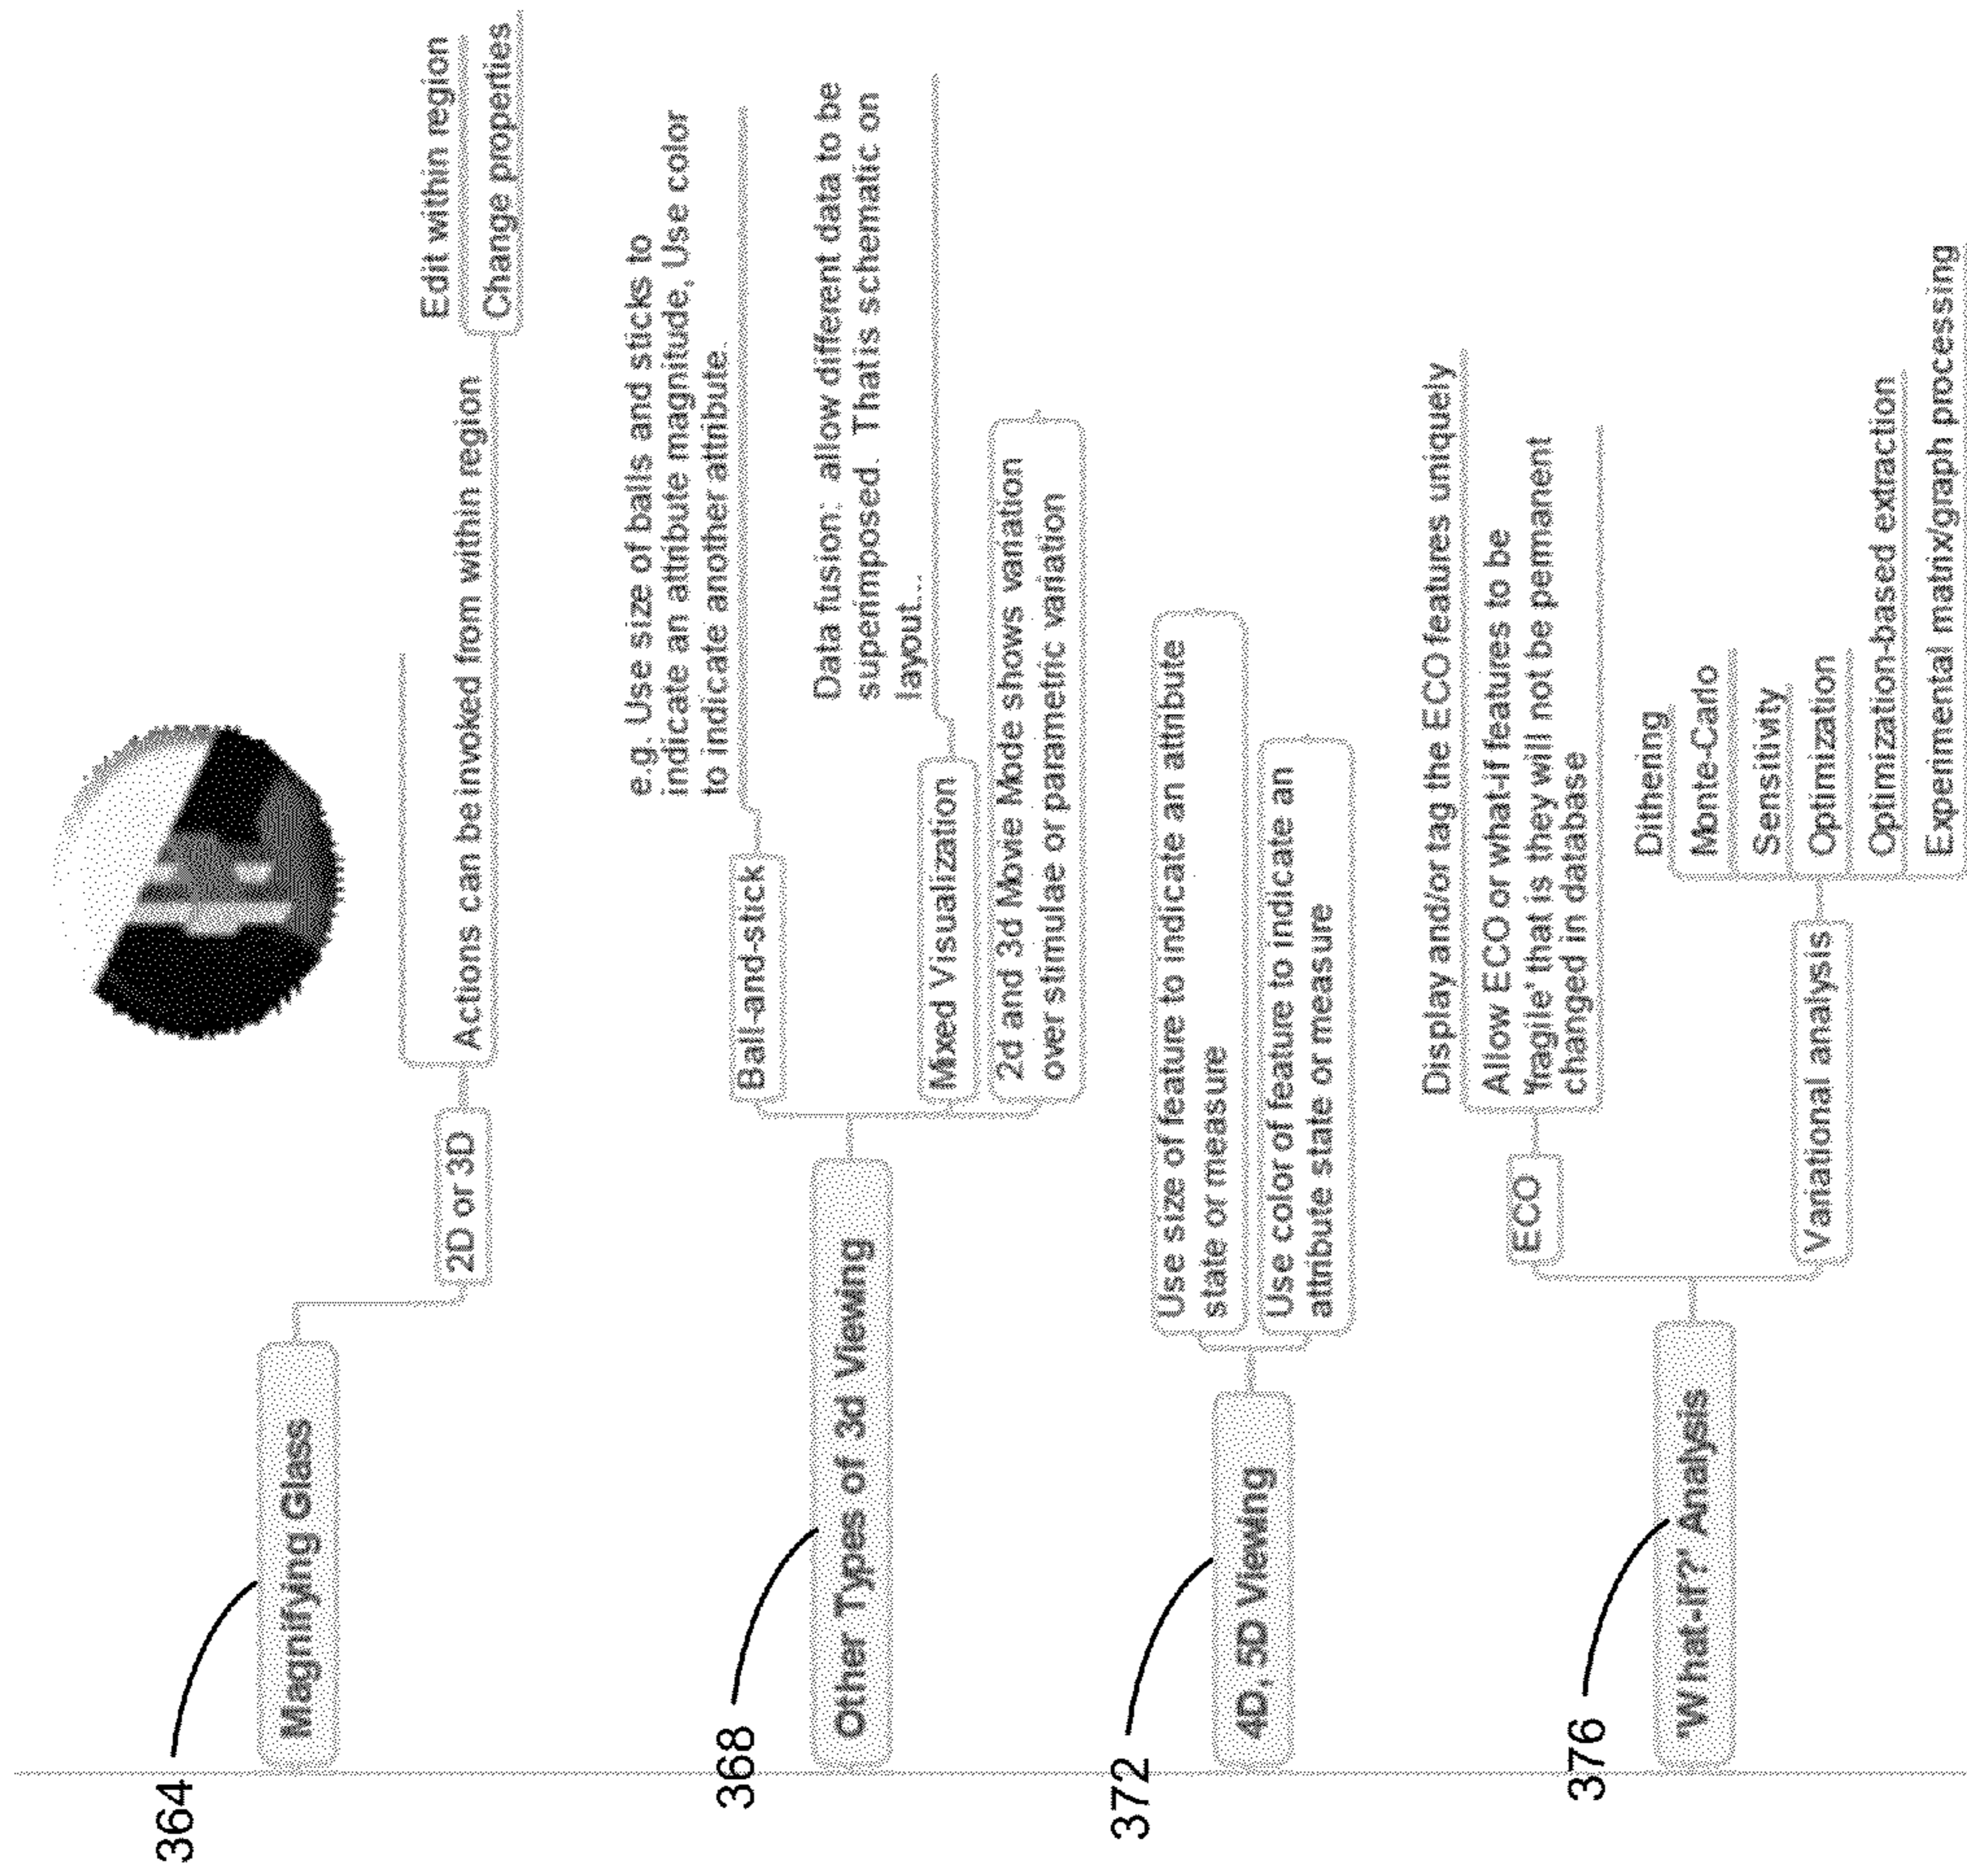 364
Magnifying Glass
2D or 3D
Actions can be invoked from within region
Edit within region
Change properties
368
Other Types of 3d Viewing
Ball-and-stick
e.g. Use size of balls and sticks to
indicate an attribute magnitude, Use color
to indicate another attribute.
Mixed Visualization
Data fusion: allow different data to be
superimposed. That is schematic on
layout...
2d and 3d Movie Mode shows variation
over stimulae or parametric variation
372
4D, 5D Viewing
Use size of feature to indicate an attribute
state or measure
Use color of feature to indicate an
attribute state or measure
376
'What-if?' Analysis
ECO
Display and/or tag the ECO features uniquely
Allow ECO or what-if features to be
'fragile' that is they will not be permanent
changed in database
Variational analysis
Dithering
Monte-Carlo
Sensitivity
Optimization
Optimization-based extraction
Experimental matrix/graph processing